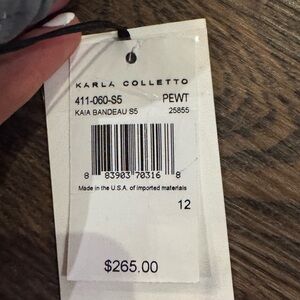 KARLA COLLETTO
411-060-S5 PEWT
KAIA BANDEAU S5 25855
8 83903 70316 8
Made in the U.S.A. of imported materials
12
$265.00